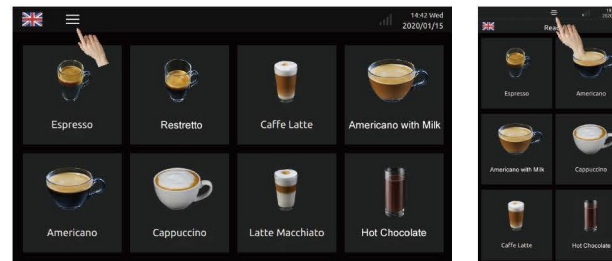 14:42 Wed
2020/01/15
Espresso
Restretto
Caffe Latte
Americano with Milk
Americano
Cappuccino
Latte Macchiato
Hot Chocolate
Espresso
Americano
Americano with Milk
Cappuccino
Caffe Latte
Hot Chocolate